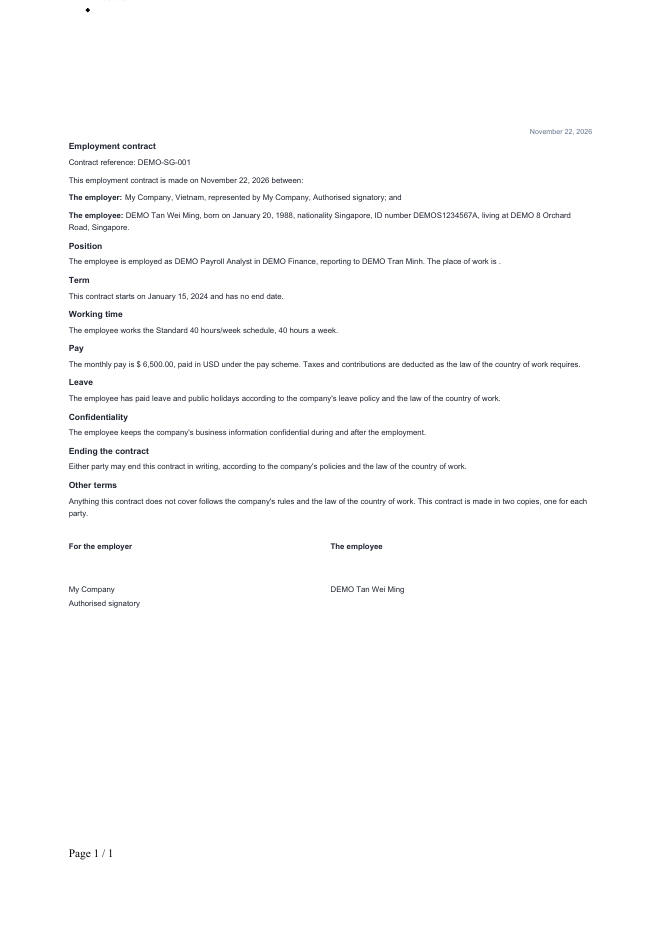 November 22, 2026
Employment contract
Contract reference: DEMO-SG-001
This employment contract is made on November 22, 2026 between:
The employer: My Company, Vietnam, represented by My Company, Authorised signatory; and
The employee: DEMO Tan Wei Ming, born on January 20, 1988, nationality Singapore, ID number DEMOS1234567A, living at DEMO 8 Orchard
Road, Singapore.
Position
The employee is employed as DEMO Payroll Analyst in DEMO Finance, reporting to DEMO Tran Minh. The place of work is .
Term
This contract starts on January 15, 2024 and has no end date.
Working time
The employee works the Standard 40 hours/week schedule, 40 hours a week.
Pay
The monthly pay is $ 6,500.00, paid in USD under the pay scheme. Taxes and contributions are deducted as the law of the country of work requires.
Leave
The employee has paid leave and public holidays according to the company's leave policy and the law of the country of work.
Confidentiality
The employee keeps the company's business information confidential during and after the employment.
Ending the contract
Either party may end this contract in writing, according to the company's policies and the law of the country of work.
Other terms
Anything this contract does not cover follows the company's rules and the law of the country of work. This contract is made in two copies, one for each
party.
For the employer The employee
My Company DEMO Tan Wei Ming
Authorised signatory
Page 1 / 1